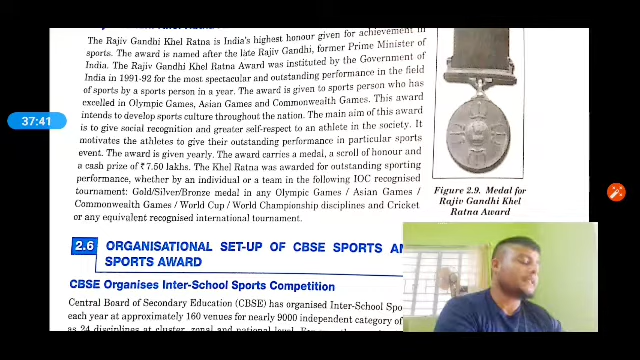 The Rajiv Gandhi Khel Ratna is India's highest honour given for achievement in
sports. The award is named after the late Rajiv Gandhi, former Prime Minister of
India. The Rajiv Gandhi Khel Ratna Award was instituted by the Government of
India in 1991-92 for the most spectacular and outstanding performance in the field
of sports by a sports person in a year. The award is given to sports person who has
excelled in Olympic Games, Asian Games and Commonwealth Games. This award
intends to develop sports culture throughout the nation. The main aim of this award
is to give social recognition and greater self-respect to an athlete in the society. It
motivates the athletes to give their outstanding performance in particular sports
event. The award is given yearly. The award carries a medal, a scroll of honour and
a cash prize of ₹ 7.50 lakhs. The Khel Ratna was awarded for outstanding sporting
performance, whether by an individual or a team in the following IOC recognised
tournament: Gold/Silver/Bronze medal in any Olympic Games / Asian Games /
Commonwealth Games / World Cup / World Championship disciplines and Cricket
or any equivalent recognised international tournament.
37:41
Figure 2.9. Medal for
Rajiv Gandhi Khel
Ratna Award
2.6 ORGANISATIONAL SET-UP OF CBSE SPORTS AN
SPORTS AWARD
CBSE Organises Inter-School Sports Competition
Central Board of Secondary Education (CBSE) has organised Inter-School Spo
each year at approximately 160 venues for nearly 9000 independent category of
as 24 disciplines at cluster, zonal and national level.